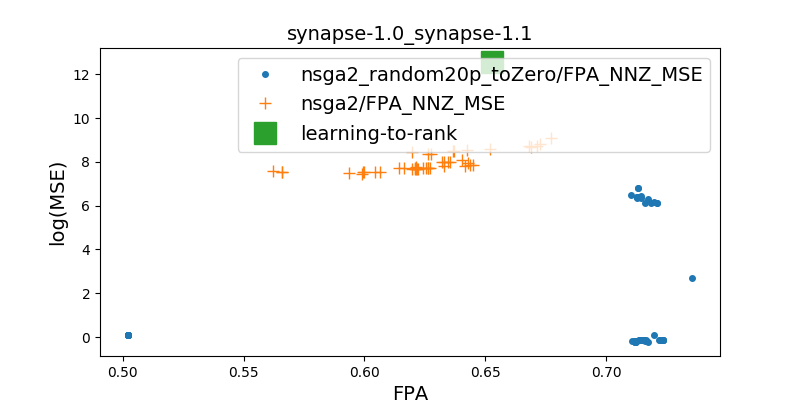 synapse-1.0_synapse-1.1
12
10
8
6
4
2
0
log(MSE)
nsga2_random20p_toZero/FPA_NNZ_MSE
nsga2/FPA_NNZ_MSE
learning-to-rank
0.50
0.55
0.60
0.65
0.70
FPA